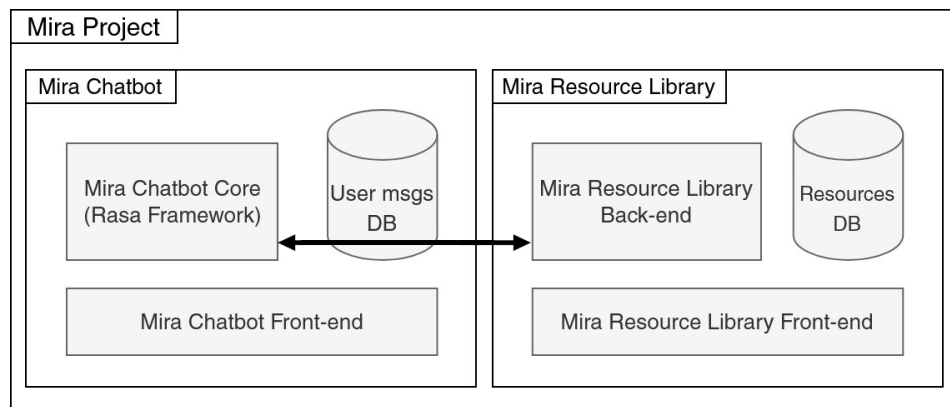 Mira Project
Mira Chatbot
Mira Chatbot Core
(Rasa Framework)
User msgs
DB
Mira Chatbot Front-end
Mira Resource Library
Mira Resource Library
Back-end
Resources
DB
Mira Resource Library Front-end